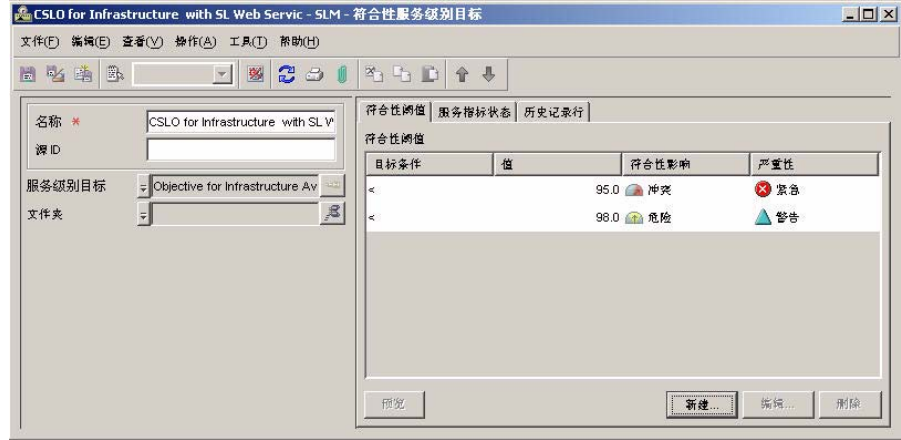 CSLO for Infrastructure with SL Web Servic - SLM - 符合性服务级别目标
文件(F) 编辑(E) 查看(V) 操作(A) 工具(T) 帮助(H)
名称 *
CSLO for Infrastructure with SL W
源 ID
服务级别目标
Objective for Infrastructure Av
文件夹
符合性阈值 服务指标状态 历史记录行
符合性阈值
目标条件 值 符合性影响 严重性
< 95.0 冲突 紧急
< 98.0 危险 警告
预览 新建... 编辑... 删除